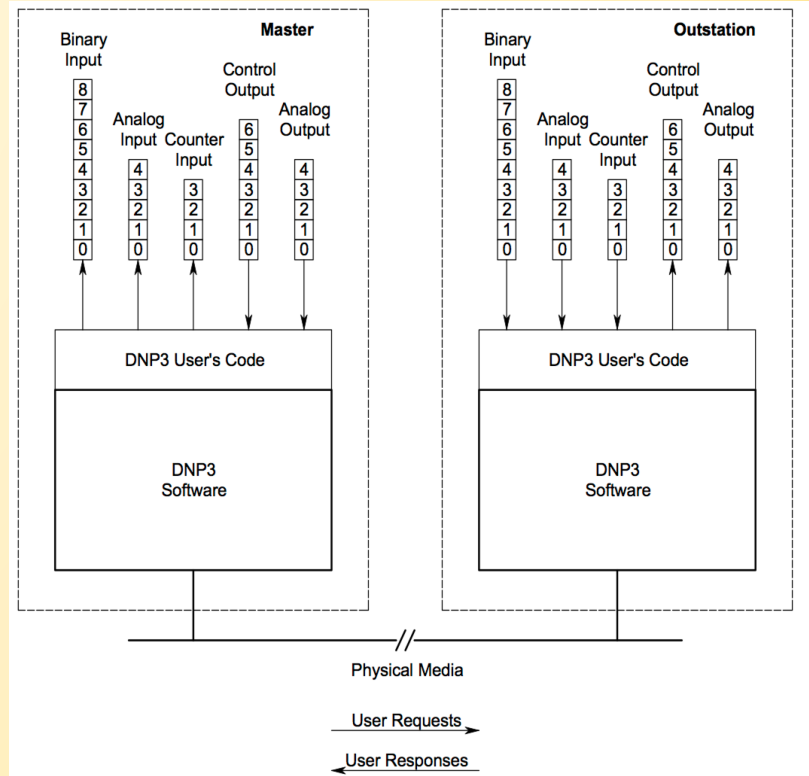 Master
Binary
Input
8
7
6
5
4
3
2
1
0
Analog
Input
4
3
2
1
0
Counter
Input
3
2
1
0
Control
Output
6
5
4
3
2
1
0
Analog
Output
4
3
2
1
0
DNP3 User's Code
DNP3
Software
Outstation
Binary
Input
8
7
6
5
4
3
2
1
0
Analog
Input
4
3
2
1
0
Counter
Input
3
2
1
0
Control
Output
6
5
4
3
2
1
0
Analog
Output
4
3
2
1
0
DNP3 User's Code
DNP3
Software
Physical Media
User Requests
User Responses